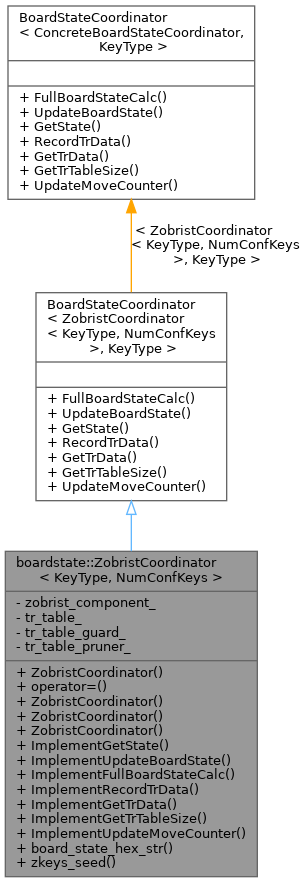 BoardStateCoordinator
< ConcreteBoardStateCoordinator,
KeyType >
+ FullBoardStateCalc()
+ UpdateBoardState()
+ GetState()
+ RecordTrData()
+ GetTrData()
+ GetTrTableSize()
+ UpdateMoveCounter()
< ZobristCoordinator
< KeyType, NumConfKeys
>, KeyType >
BoardStateCoordinator
< ZobristCoordinator
< KeyType, NumConfKeys
>, KeyType >
+ FullBoardStateCalc()
+ UpdateBoardState()
+ GetState()
+ RecordTrData()
+ GetTrData()
+ GetTrTableSize()
+ UpdateMoveCounter()
boardstate::ZobristCoordinator
< KeyType, NumConfKeys >
- zobrist_component_
- tr_table_
- tr_table_guard_
- tr_table_pruner_
+ ZobristCoordinator()
+ operator=()
+ ZobristCoordinator()
+ ZobristCoordinator()
+ ZobristCoordinator()
+ ImplementGetState()
+ ImplementUpdateBoardState()
+ ImplementFullBoardStateCalc()
+ ImplementRecordTrData()
+ ImplementGetTrData()
+ ImplementGetTrTableSize()
+ ImplementUpdateMoveCounter()
+ board_state_hex_str()
+ zkeys_seed()